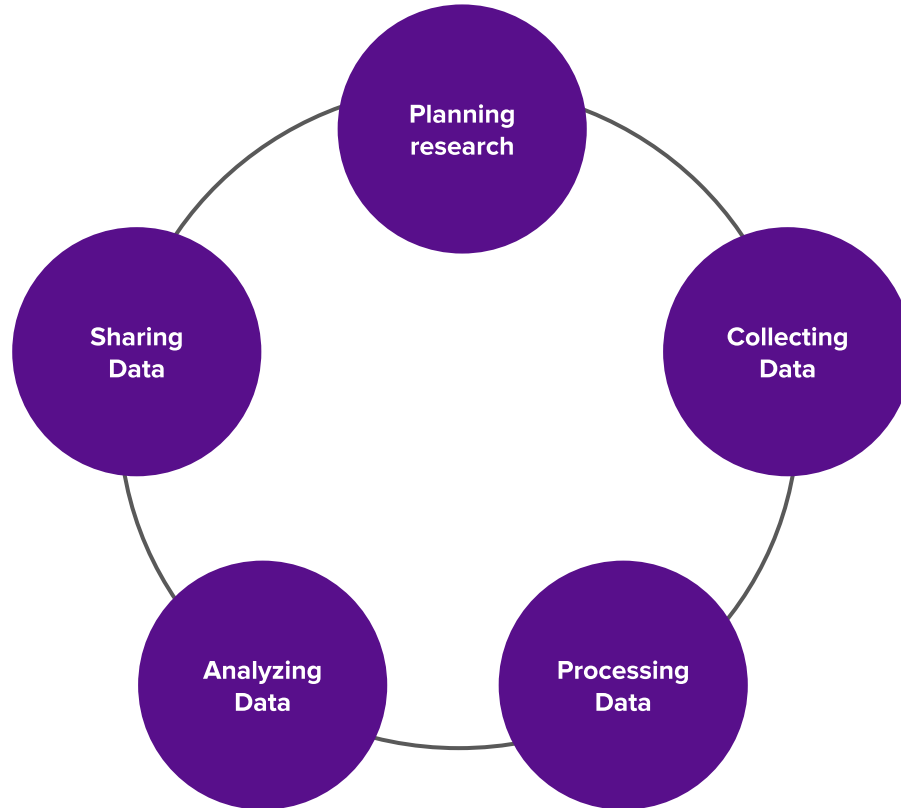 Planning
research
Collecting
Data
Processing
Data
Analyzing
Data
Sharing
Data